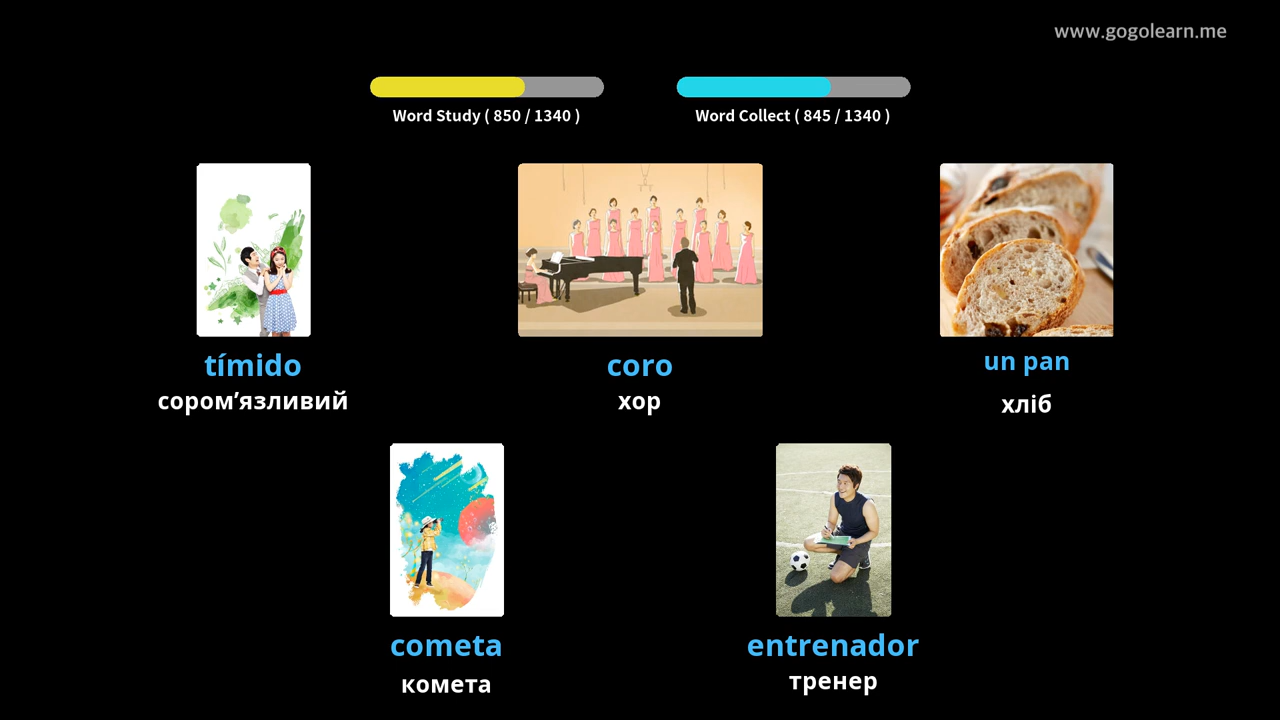 www.gogolearn.me
Word Study ( 850 / 1340 )
Word Collect ( 845 / 1340 )
tímido
сором’язливий
coro
хор
un pan
хліб
cometa
комета
entrenador
тренер